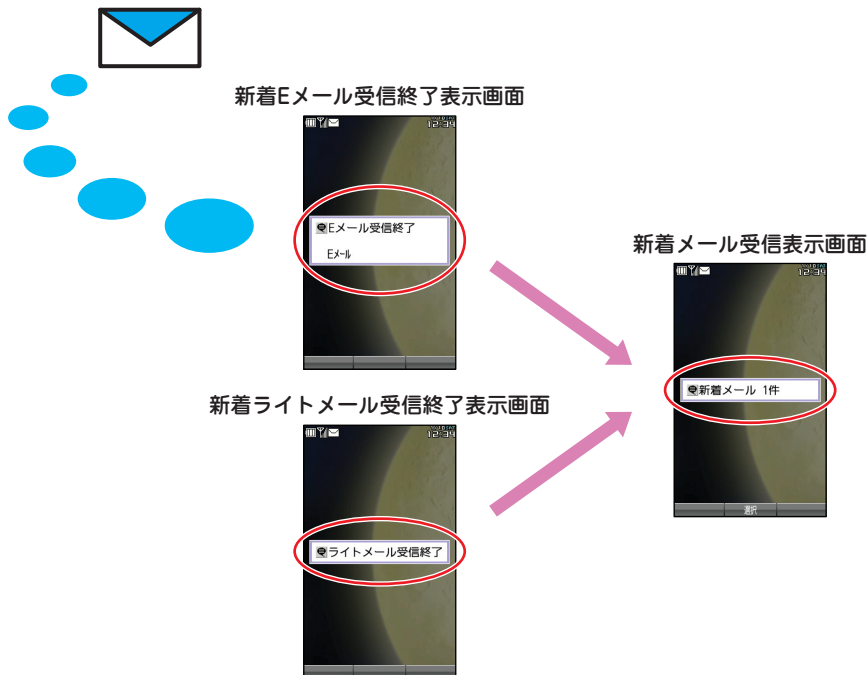 新着Eメール受信終了表示画面
12:34
Eメール受信終了
Eメール
新着メール受信表示画面
12:34
新着メール 1件
選択
新着ライトメール受信終了表示画面
12:34
ライトメール受信終了